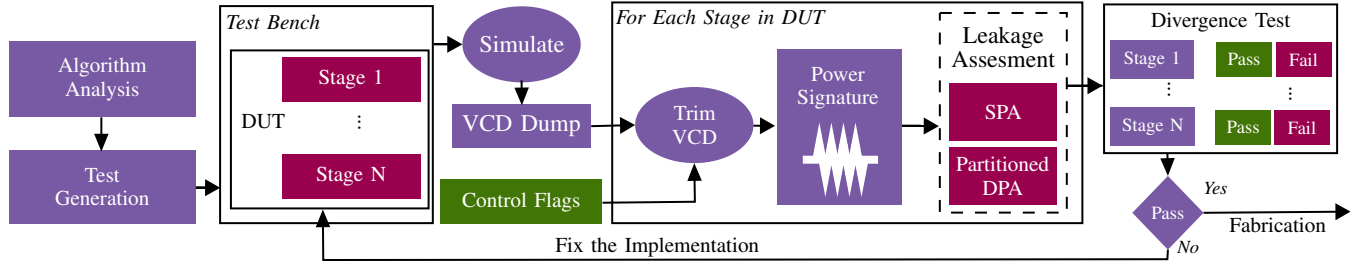 Algorithm
Analysis
Test
Generation
Test Bench
DUT
Stage 1
⋮
Stage N
Simulate
VCD Dump
Control Flags
For Each Stage in DUT
Trim
VCD
Power
Signature
Leakage
Assesment
SPA
Partitioned
DPA
Divergence Test
Stage 1 Pass Fail
⋮ ⋮
Stage N Pass Fail
Pass
Yes
Fabrication
No
Fix the Implementation